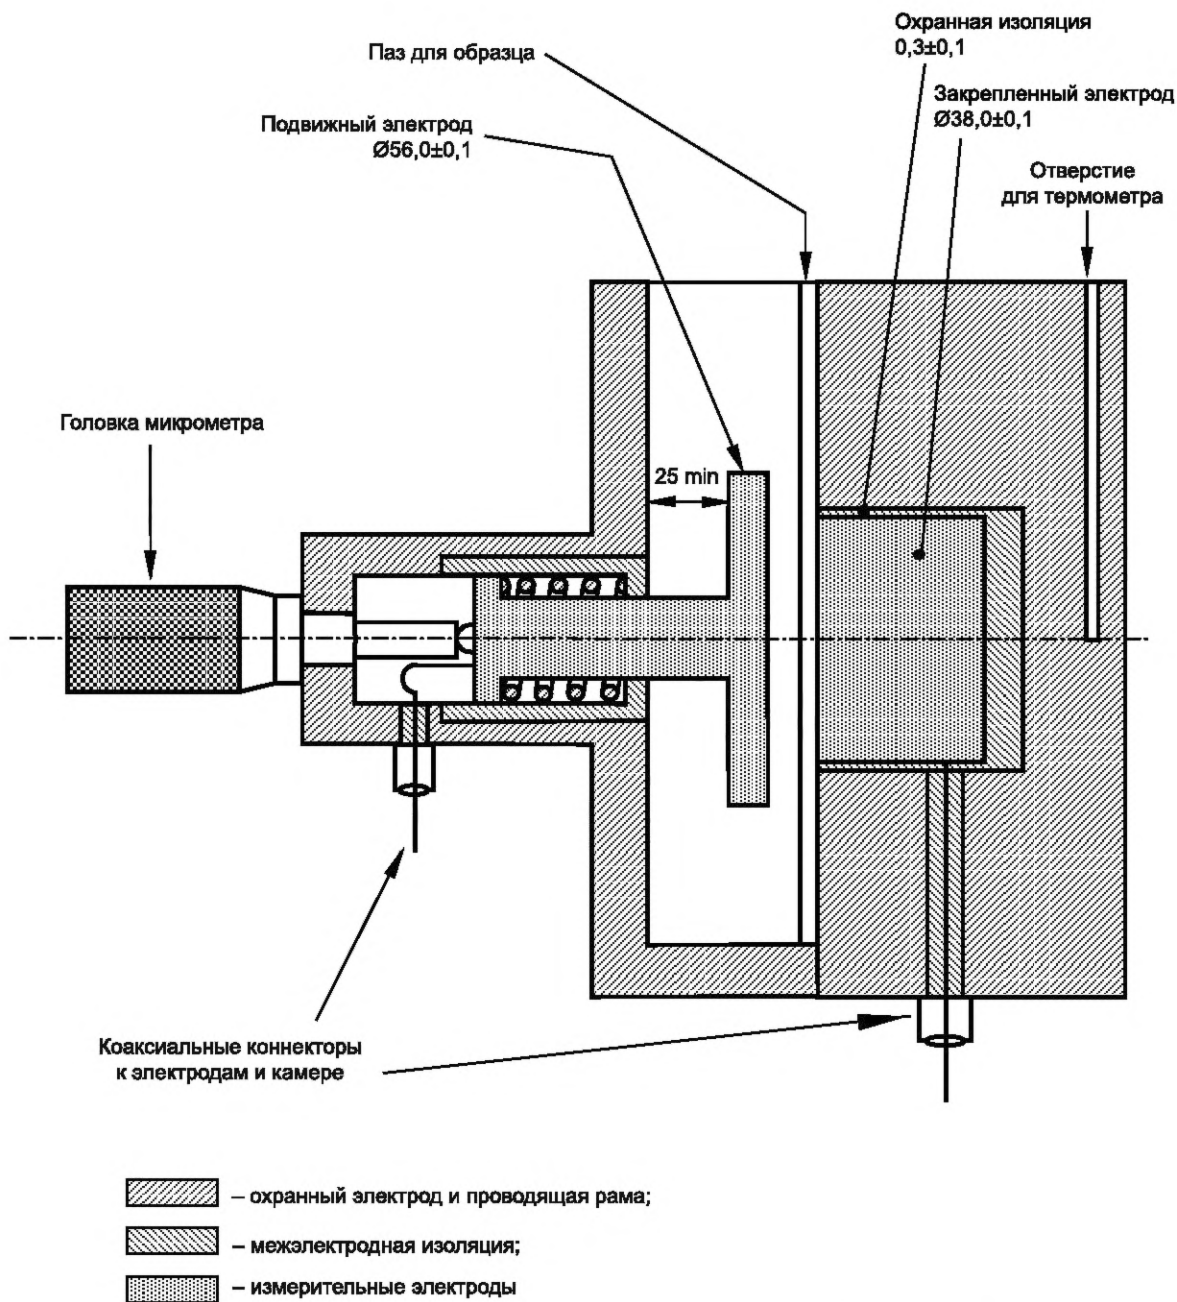 Охранная изоляция
0,3±0,1
Паз для образца
Закрепленный электрод
Ø38,0±0,1
Подвижный электрод
Ø56,0±0,1
Отверстие
для термометра
Головка микрометра
25 min
Коаксиальные коннекторы
к электродам и камере
– охранный электрод и проводящая рама;
– межэлектродная изоляция;
– измерительные электроды